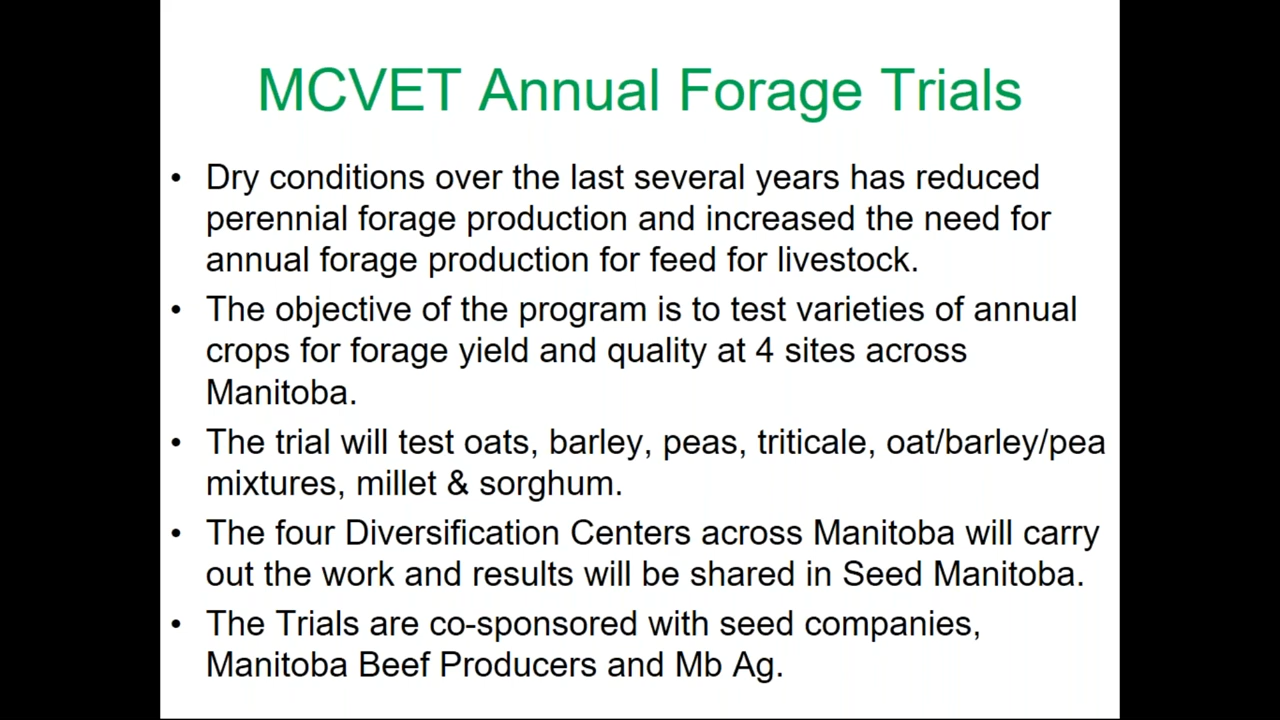 MCVET Annual Forage Trials
• Dry conditions over the last several years has reduced
perennial forage production and increased the need for
annual forage production for feed for livestock.
• The objective of the program is to test varieties of annual
crops for forage yield and quality at 4 sites across
Manitoba.
• The trial will test oats, barley, peas, triticale, oat/barley/pea
mixtures, millet & sorghum.
• The four Diversification Centers across Manitoba will carry
out the work and results will be shared in Seed Manitoba.
• The Trials are co-sponsored with seed companies,
Manitoba Beef Producers and Mb Ag.